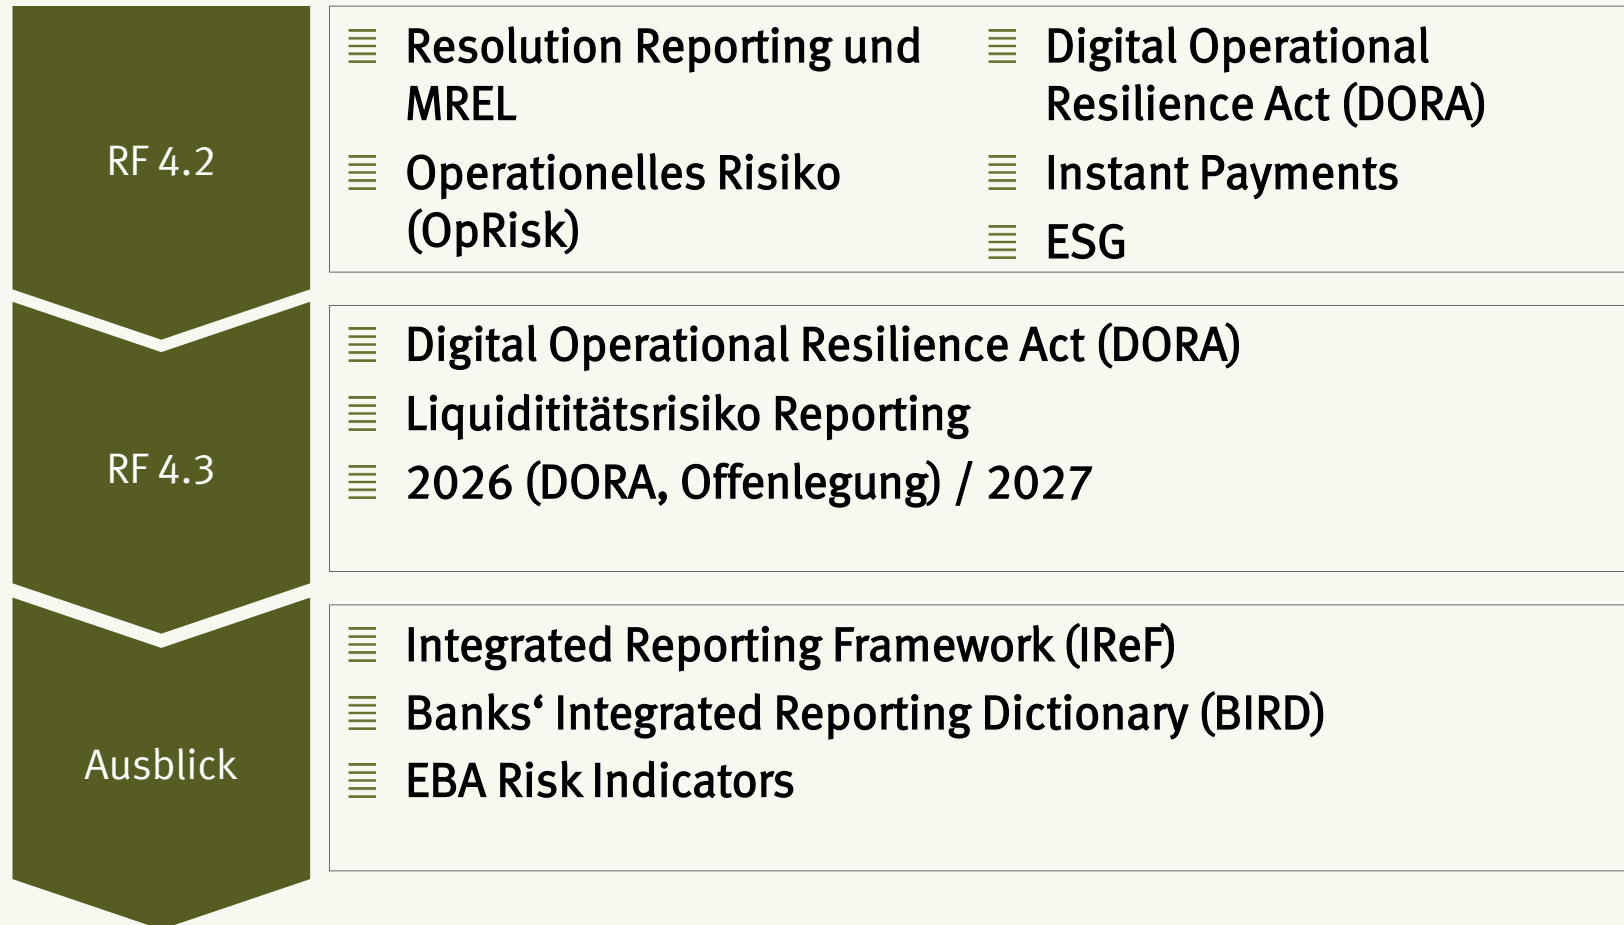 RF 4.2
Resolution Reporting und
MREL
Operationelles Risiko
(OpRisk)
Digital Operational
Resilience Act (DORA)
Instant Payments
ESG
RF 4.3
Digital Operational Resilience Act (DORA)
Liquidititätsrisiko Reporting
2026 (DORA, Offenlegung) / 2027
Ausblick
Integrated Reporting Framework (IReF)
Banks‘ Integrated Reporting Dictionary (BIRD)
EBA Risk Indicators